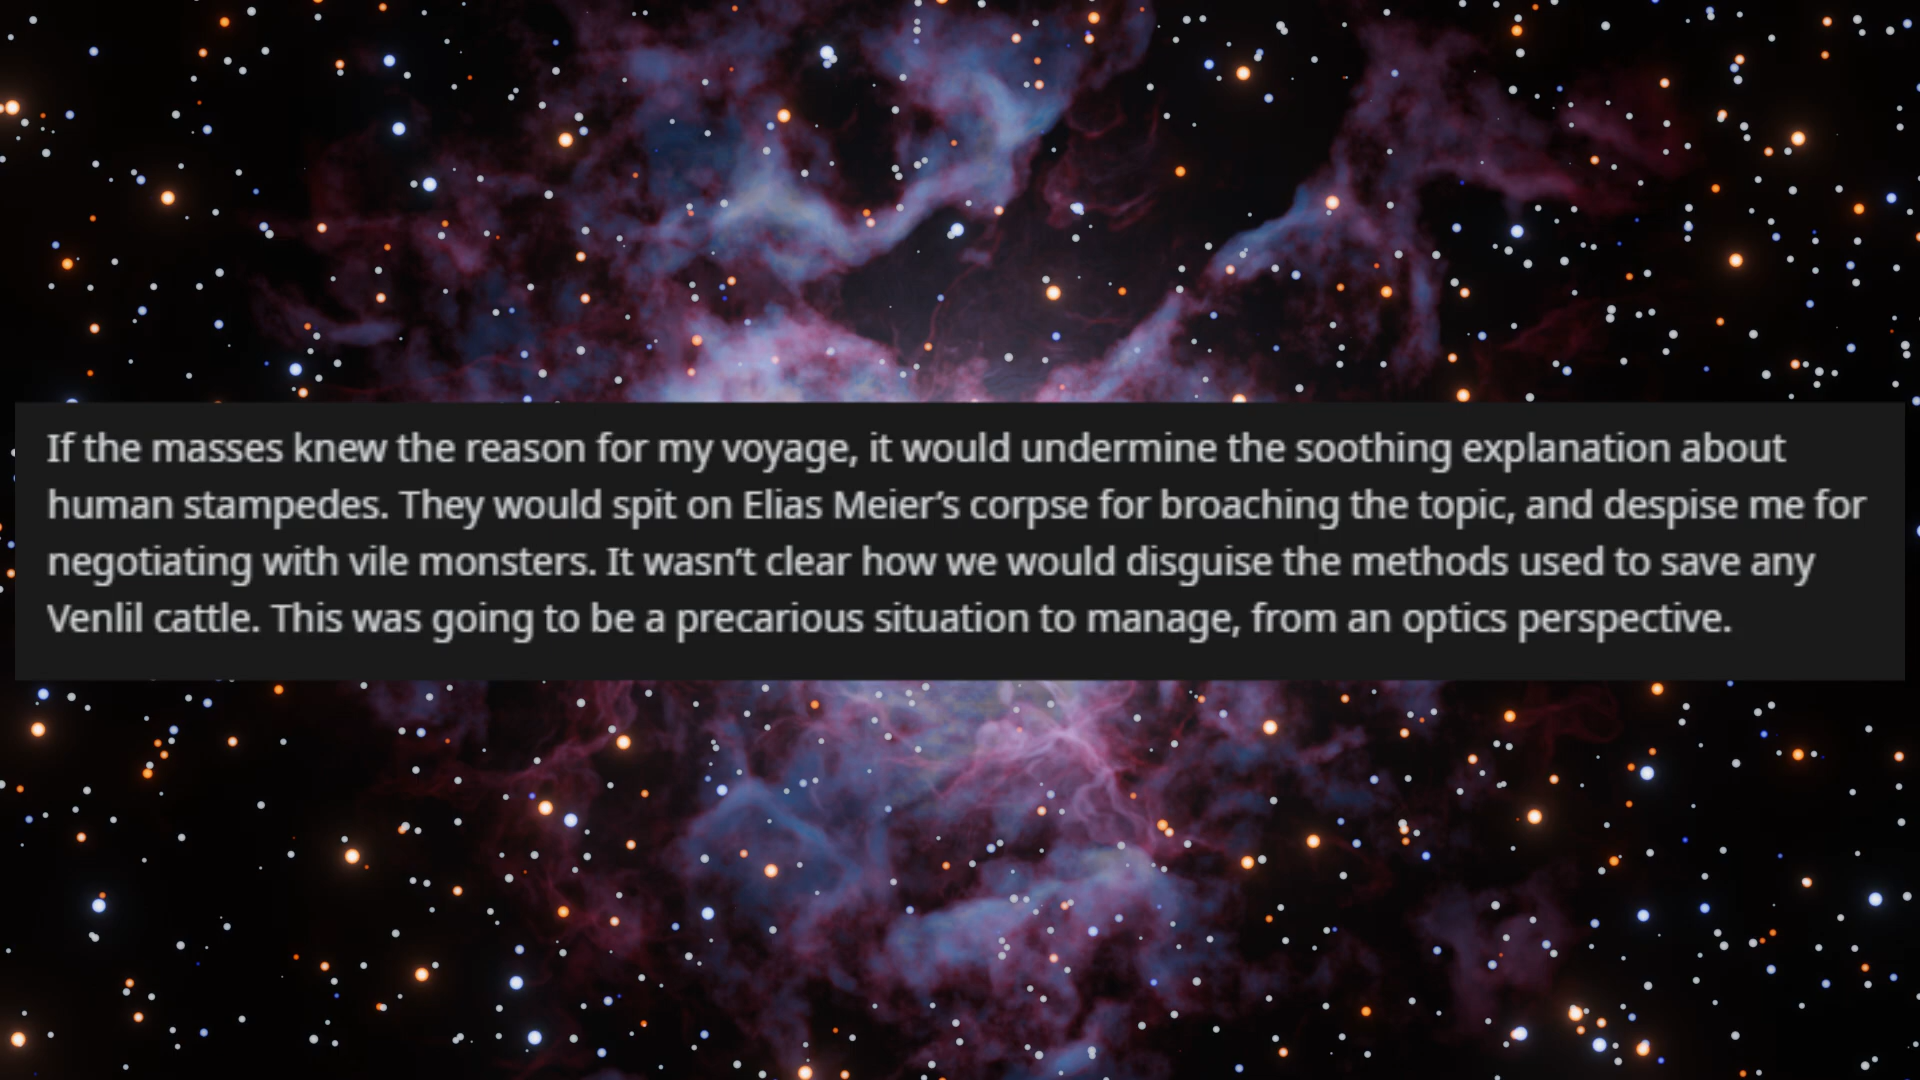 If the masses knew the reason for my voyage, it would undermine the soothing explanation about
human stampedes. They would spit on Elias Meier’s corpse for broaching the topic, and despise me for
negotiating with vile monsters. It wasn’t clear how we would disguise the methods used to save any
Venlil cattle. This was going to be a precarious situation to manage, from an optics perspective.